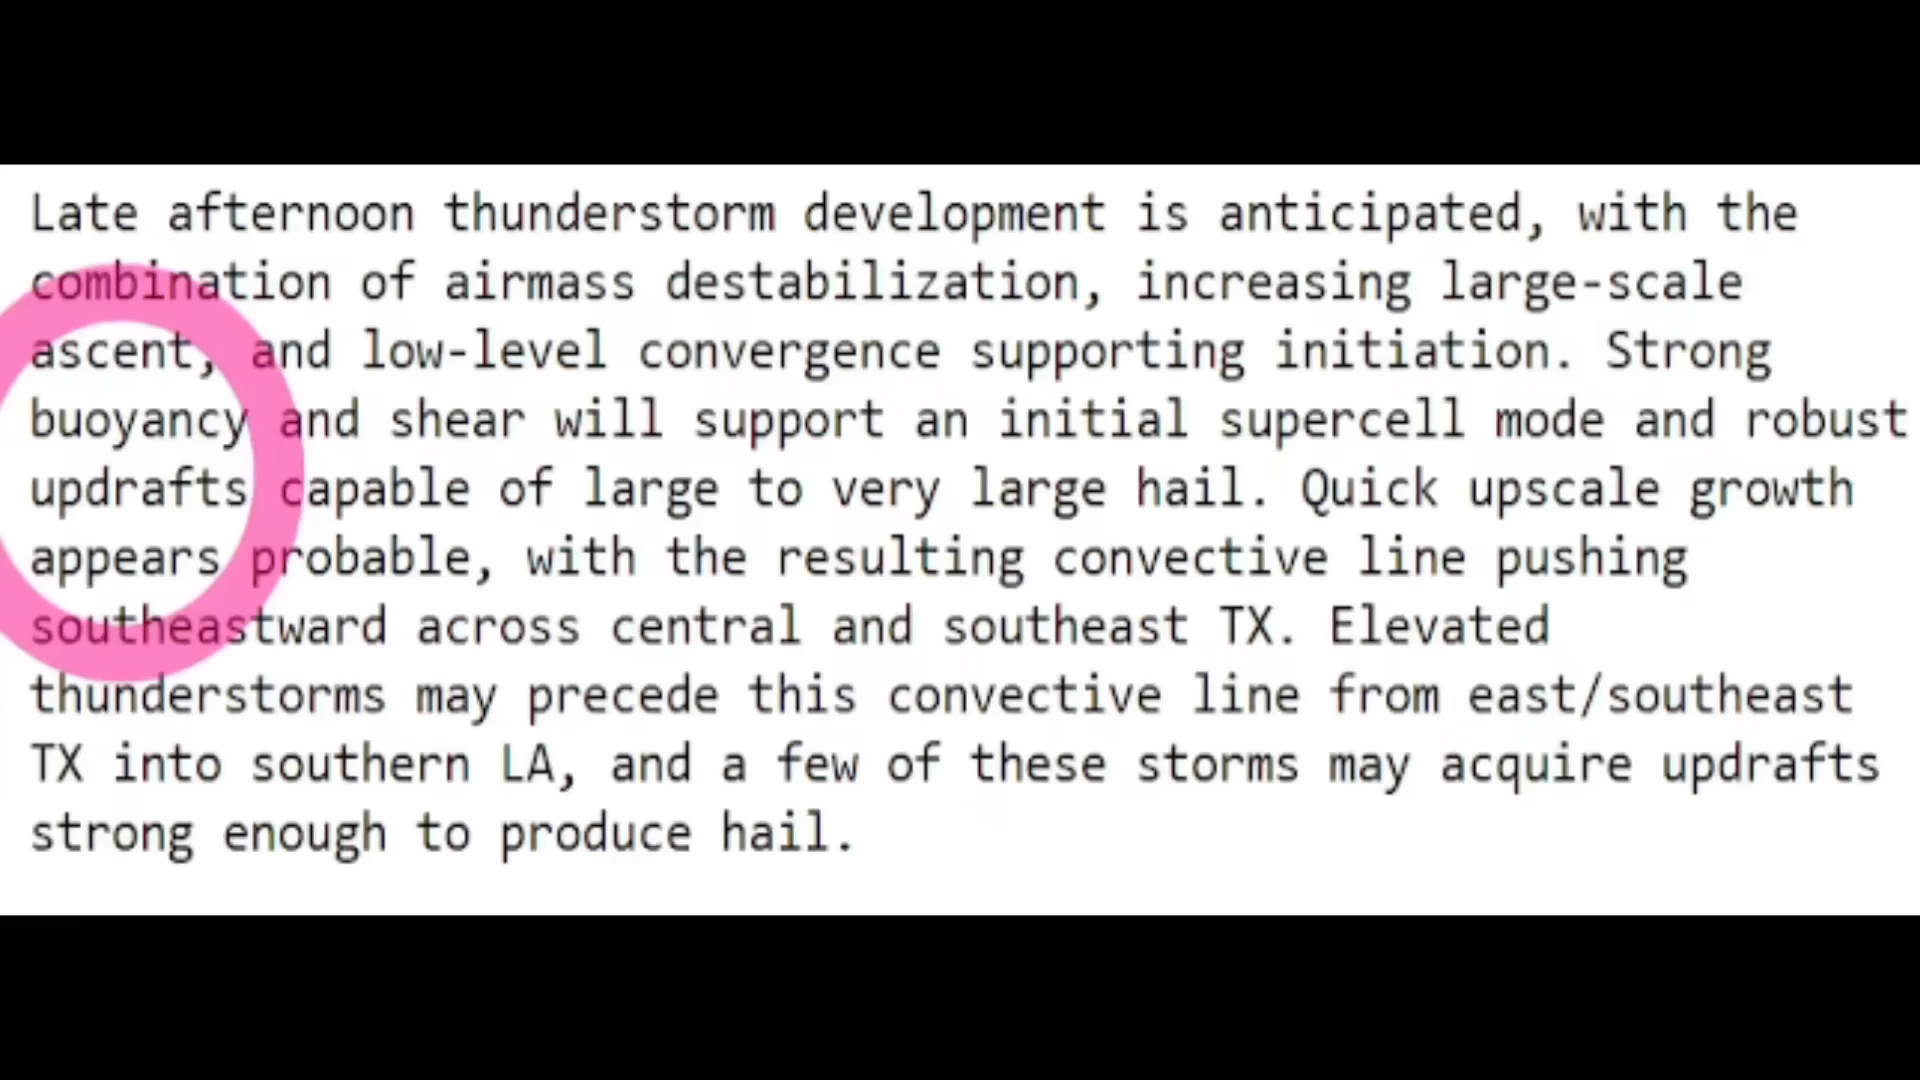 Late afternoon thunderstorm development is anticipated, with the
combination of airmass destabilization, increasing large-scale
ascent, and low-level convergence supporting initiation. Strong
buoyancy and shear will support an initial supercell mode and robust
updrafts capable of large to very large hail. Quick upscale growth
appears probable, with the resulting convective line pushing
southeastward across central and southeast TX. Elevated
thunderstorms may precede this convective line from east/southeast
TX into southern LA, and a few of these storms may acquire updrafts
strong enough to produce hail.